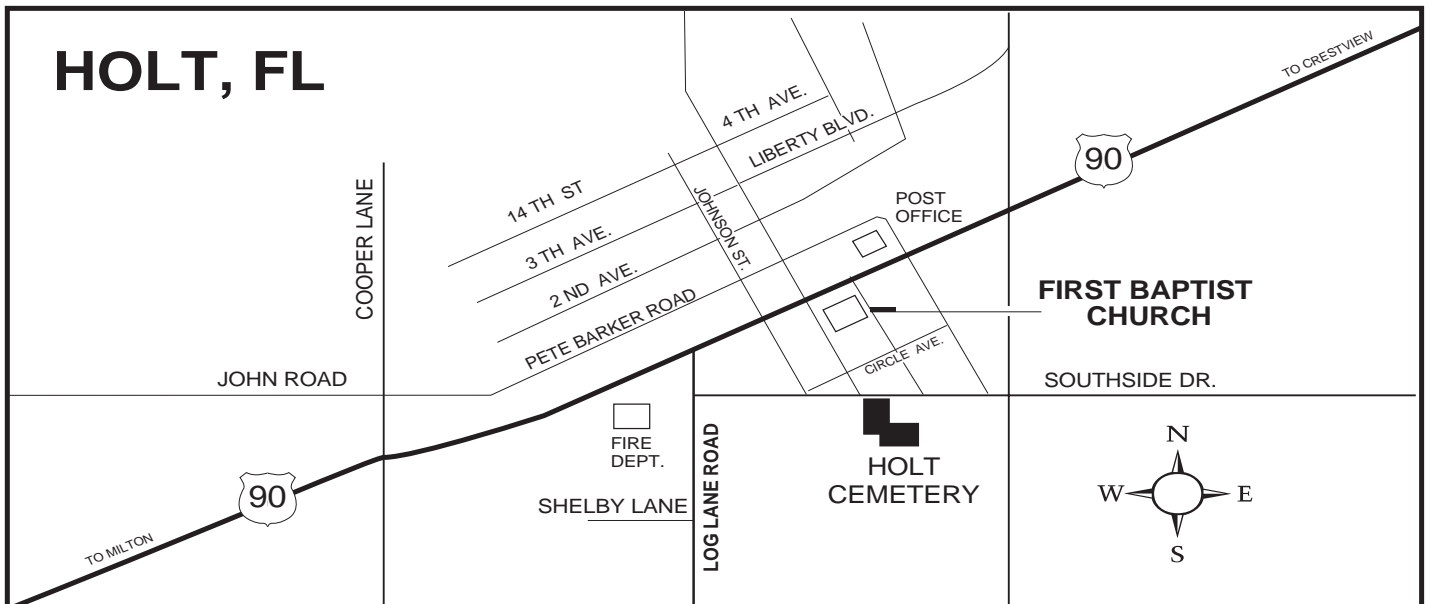 HOLT, FL
TO CRESTVIEW
90
4 TH AVE.
LIBERTY BLVD.
14 TH ST
JOHNSON ST.
POST
OFFICE
COOPER LANE
3 TH AVE.
2 ND AVE.
PETE BARKER ROAD
FIRST BAPTIST
CHURCH
CIRCLE AVE.
JOHN ROAD
SOUTHSIDE DR.
FIRE
DEPT.
LOG LANE ROAD
HOLT
CEMETERY
SHELBY LANE
N
W
E
S
90
TO MILTON